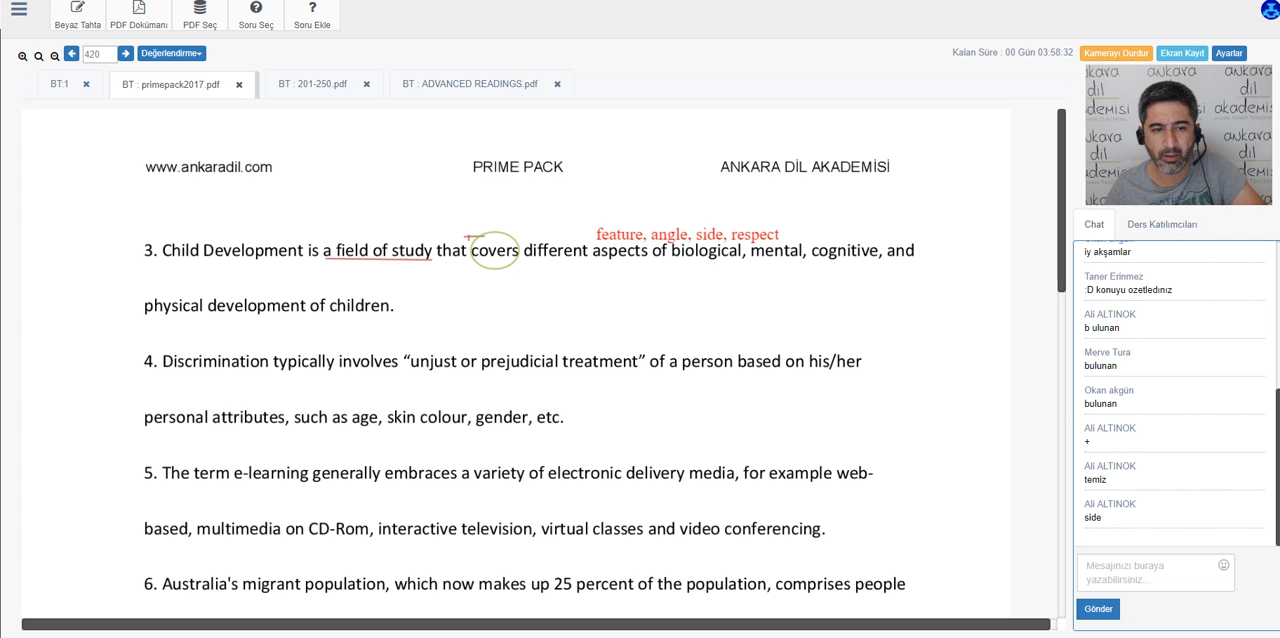 Beyaz Tahta
PDF Dokümanı
PDF Seç
Soru Seç
Soru Ekle
420
Değerlendirme
Kalan Süre : 00 Gün 03:58:32
Kamerayı Durdur
Ekran Kayıt
Ayarlar
BT:1
BT : primepack2017.pdf
BT : 201-250.pdf
BT : ADVANCED READINGS.pdf
www.ankaradil.com
PRIME PACK
ANKARA DİL AKADEMİSİ
feature, angle, side, respect
3. Child Development is a field of study that covers different aspects of biological, mental, cognitive, and
physical development of children.
4. Discrimination typically involves “unjust or prejudicial treatment” of a person based on his/her
personal attributes, such as age, skin colour, gender, etc.
5. The term e-learning generally embraces a variety of electronic delivery media, for example web-
based, multimedia on CD-Rom, interactive television, virtual classes and video conferencing.
6. Australia's migrant population, which now makes up 25 percent of the population, comprises people
ankara
dil
akademisi
Chat
Ders Katılımcıları
Okan akgün
iy akşamlar
Taner Erinmez
:D konuyu ozetledınız
Ali ALTINOK
b ulunan
Merve Tura
bulunan
Okan akgün
bulunan
Ali ALTINOK
+
Ali ALTINOK
temiz
Ali ALTINOK
side
Mesajınızı buraya
yazabilirsiniz...
Gönder